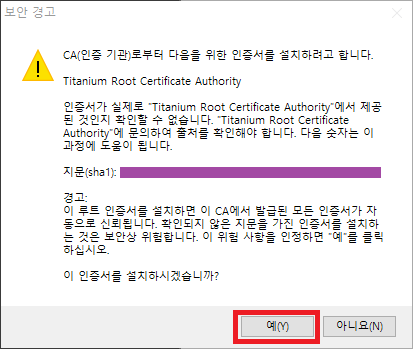 보안 경고
CA(인증 기관)로부터 다음을 위한 인증서를 설치하려고 합니다.
Titanium Root Certificate Authority
인증서가 실제로 "Titanium Root Certificate Authority"에서 제공
된 것인지 확인할 수 없습니다. "Titanium Root Certificate
Authority"에 문의하여 출처를 확인해야 합니다. 다음 숫자는 이
과정에 도움이 됩니다.
지문(sha1):
경고:
이 루트 인증서를 설치하면 이 CA에서 발급된 모든 인증서가 자
동으로 신뢰됩니다. 확인되지 않은 지문을 가진 인증서를 설치하
는 것은 보안상 위험합니다. 이 위험 사항을 인정하면 "예"를 클릭
하십시오.
이 인증서를 설치하시겠습니까?
예(Y)
아니요(N)